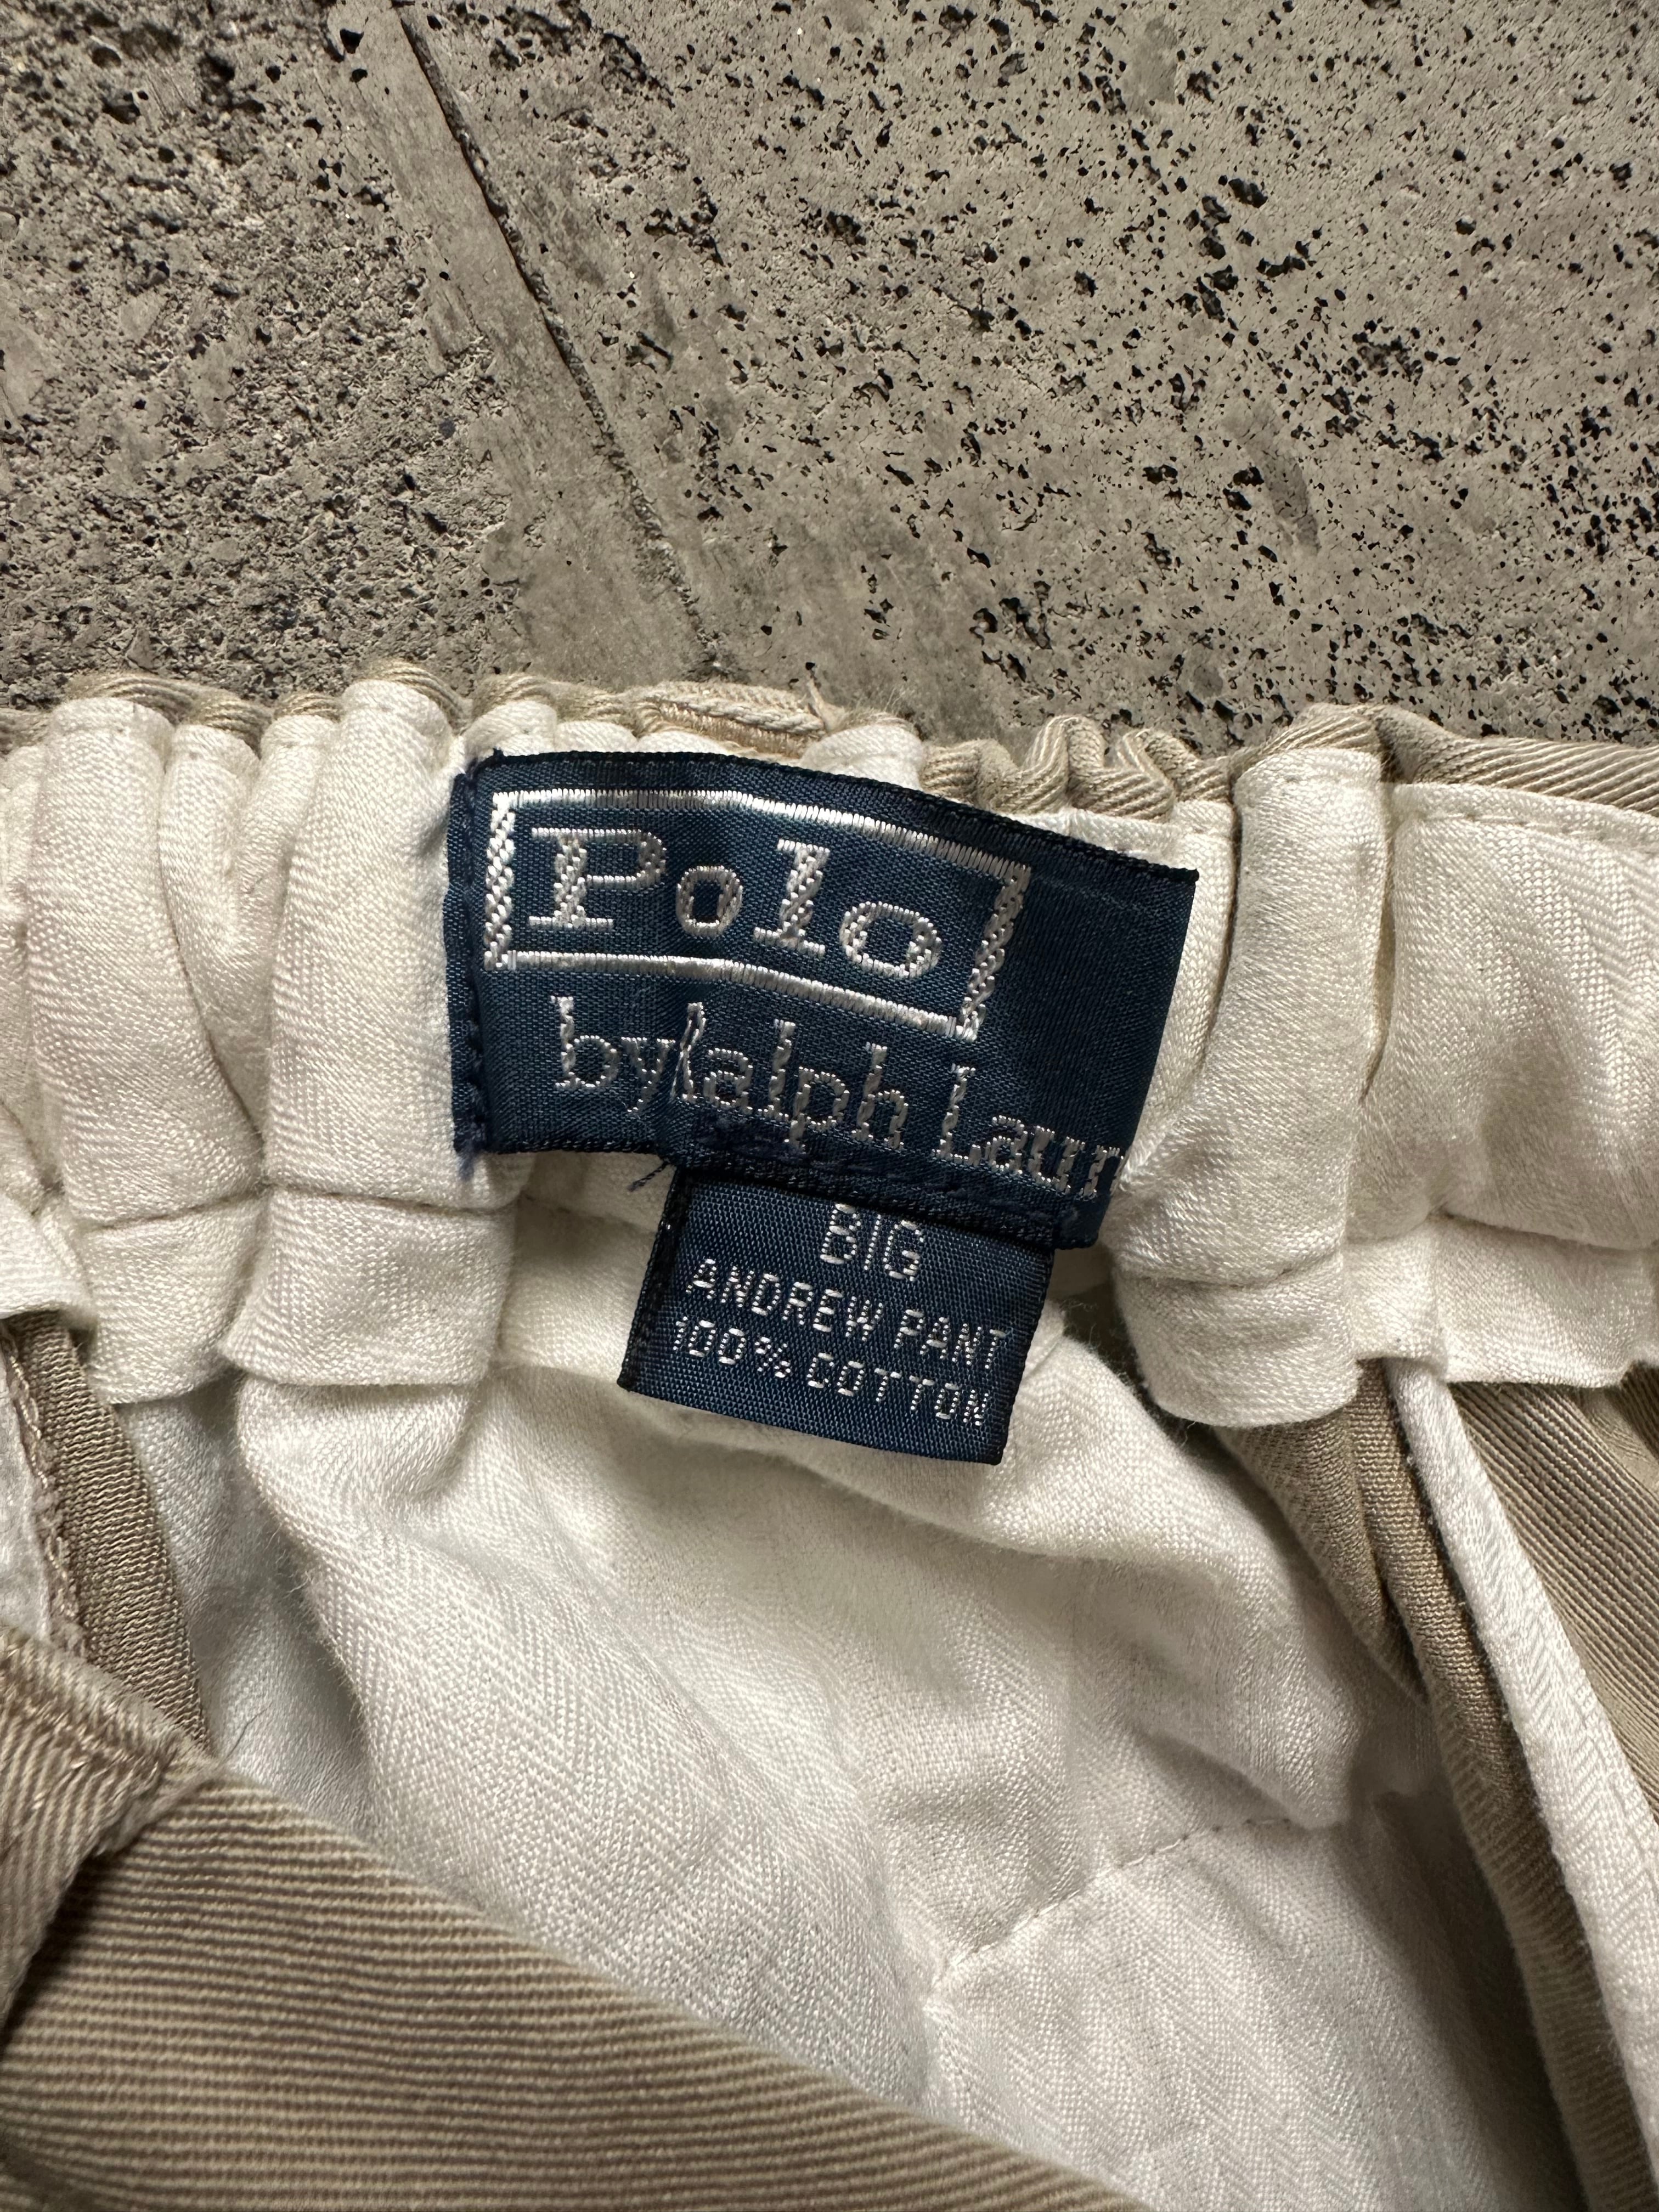 Polo
by Ralph Laur
BIG
ANDREW PANT
100% COTTON